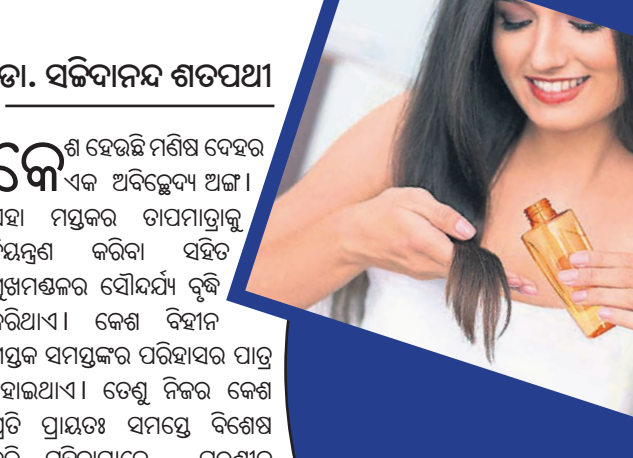 ଡା. ସଚ୍ଚିଦାନନ୍ଦ ଶତପଥୀ
କେଶ ହେଉଛି ମଣିଷ ଦେହର
ଏକ ଅବିଚ୍ଛେଦ୍ୟ ଅଙ୍ଗ।
ମସ୍ତକର ତାପମାତ୍ରାକୁ
କରିବା ସହିତ
ସୌନ୍ଦର୍ଯ୍ୟ ବୃଦ୍ଧି
କେଶ ବିହୀନ
ସମସ୍ତଙ୍କର ପରିହାସର ପାତ୍ର
ତେଣୁ ନିଜର କେଶ
ପ୍ରାୟତଃ ସମସ୍ତେ ବିଶେଷ